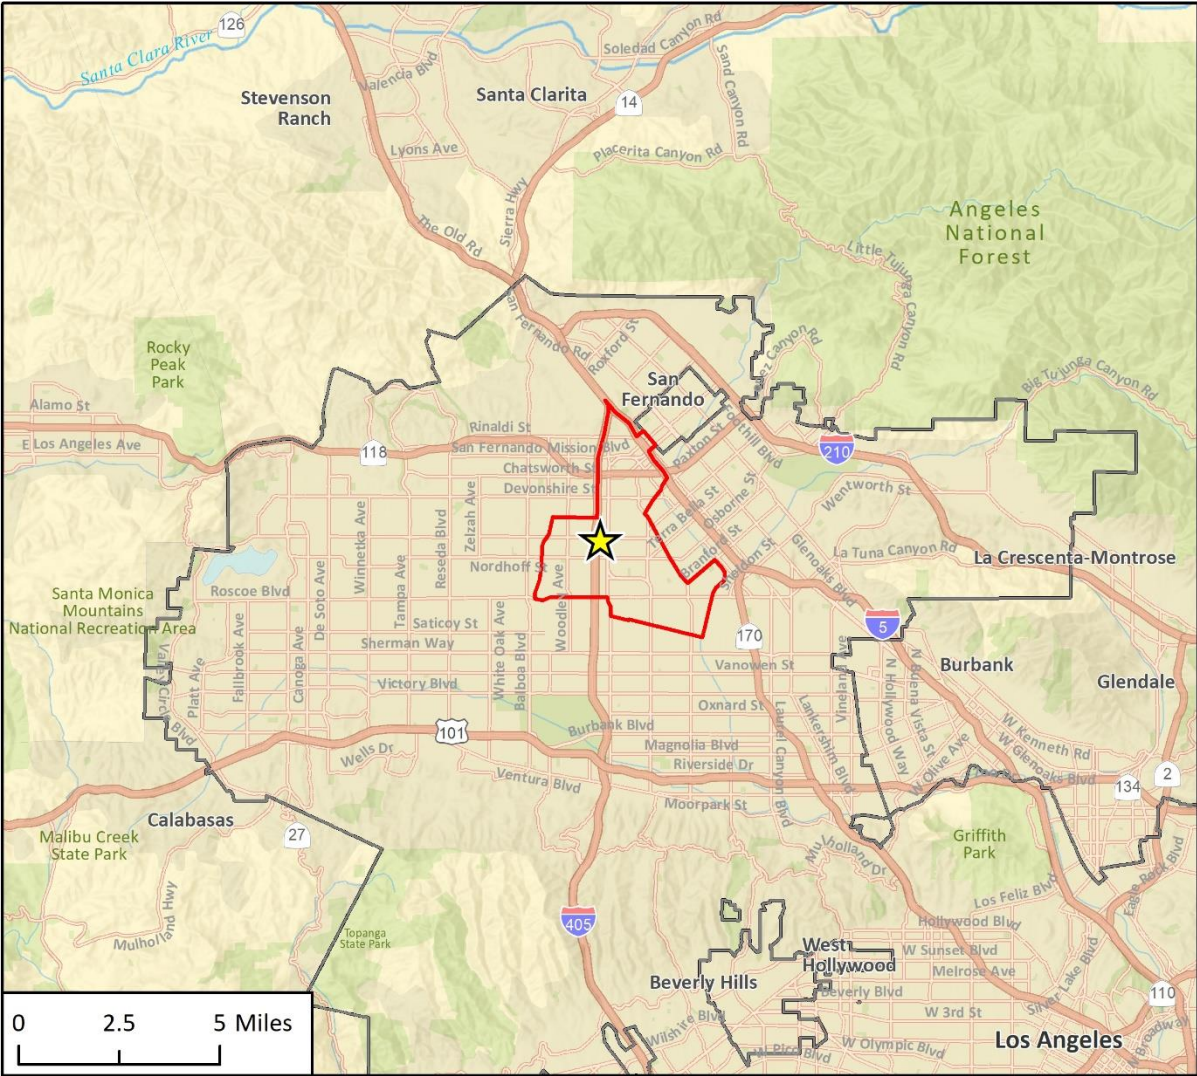 126
Santa Clara River
Soledad Canyon Rd
Valencia Blvd
Sand Canyon Rd
Stevenson
Ranch
Santa Clarita
14
Lyons Ave
Placerita Canyon Rd
Sierra Hwy
The Old Rd
Angeles
National
Forest
Little Tujunga Canyon Rd
San Fernando Rd
Roxford St
Rocky
Peak
Park
San
Fernando
Big Tujunga Canyon Rd
Alamo St
E Los Angeles Ave
Rinaldi St
118
San Fernando Mission Blvd
Paxton St
Foothill Blvd
210
Chatsworth St
Devonshire St
Wentworth St
Winnetka Ave
Reseda Blvd
Zelzah Ave
Terra Bella St
Osborne St
Branford St
Sheldon St
Glenoaks Blvd
La Tuna Canyon Rd
La Crescenta-Montrose
Nordhoff St
De Soto Ave
Tampa Ave
Roscoe Blvd
Santa Monica
Mountains
National Recreation Area
Saticoy St
Sherman Way
White Oak Ave
Balboa Blvd
Woodley Ave
170
5
Fallbrook Ave
Canoga Ave
Platt Ave
Valley Circle Blvd
Vanowen St
Vineland Ave
Burbank
Glendale
Victory Blvd
Oxnard St
Laurel Canyon Blvd
Lankershim Blvd
N Hollywood Way
N Buena Vista St
W Kenneth Rd
W Glenoaks Blvd
W Olive Ave
101
Burbank Blvd
Magnolia Blvd
Riverside Dr
Wells Dr
Ventura Blvd
Moorpark St
134
2
Calabasas
27
Malibu Creek
State Park
Mulholland Dr
Griffith
Park
Los Feliz Blvd
Eagle Rock Blvd
Mulholland Hwy
Topanga
State Park
405
Hollywood Blvd
West
Hollywood
W Sunset Blvd
Melrose Ave
Beverly Hills
Beverly Blvd
W 3rd St
Silver Lake Blvd
110
Wilshire Blvd
W Pico Blvd
W Olympic Blvd
Los Angeles
N Broadway
0 2.5 5 Miles